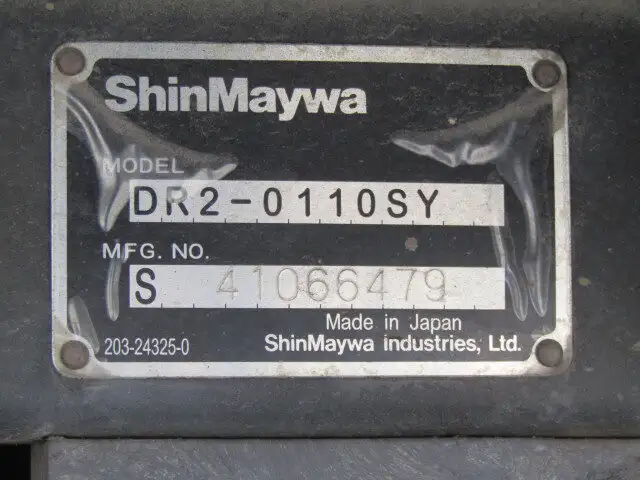 ShinMaywa
MODEL
DR2-0110SY
MFG. NO.
S 41066479
Made in Japan
203-24325-0 ShinMaywa Industries, Ltd.